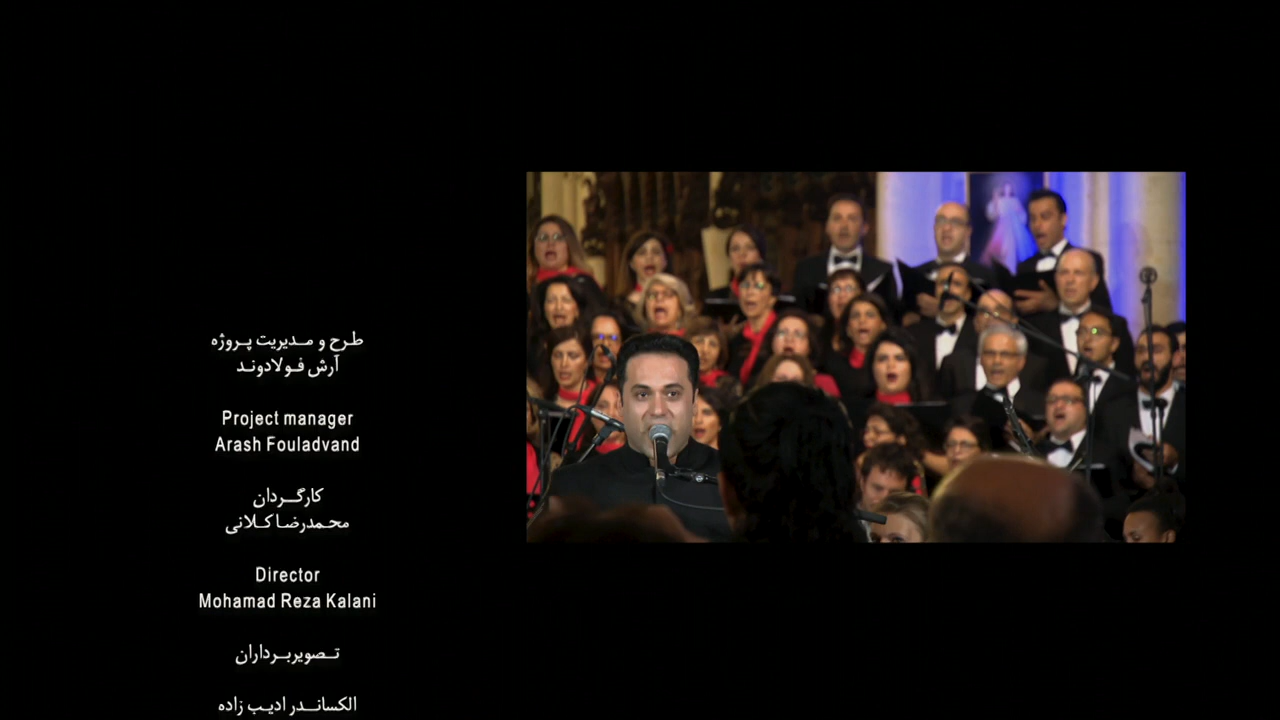 طرح و مدیریت پروژه
آرش فولادوند
Project manager
Arash Fouladvand
کارگردان
محمدرضا کلانی
Director
Mohamad Reza Kalani
تصویربرداران
الکساندر ادیب زاده